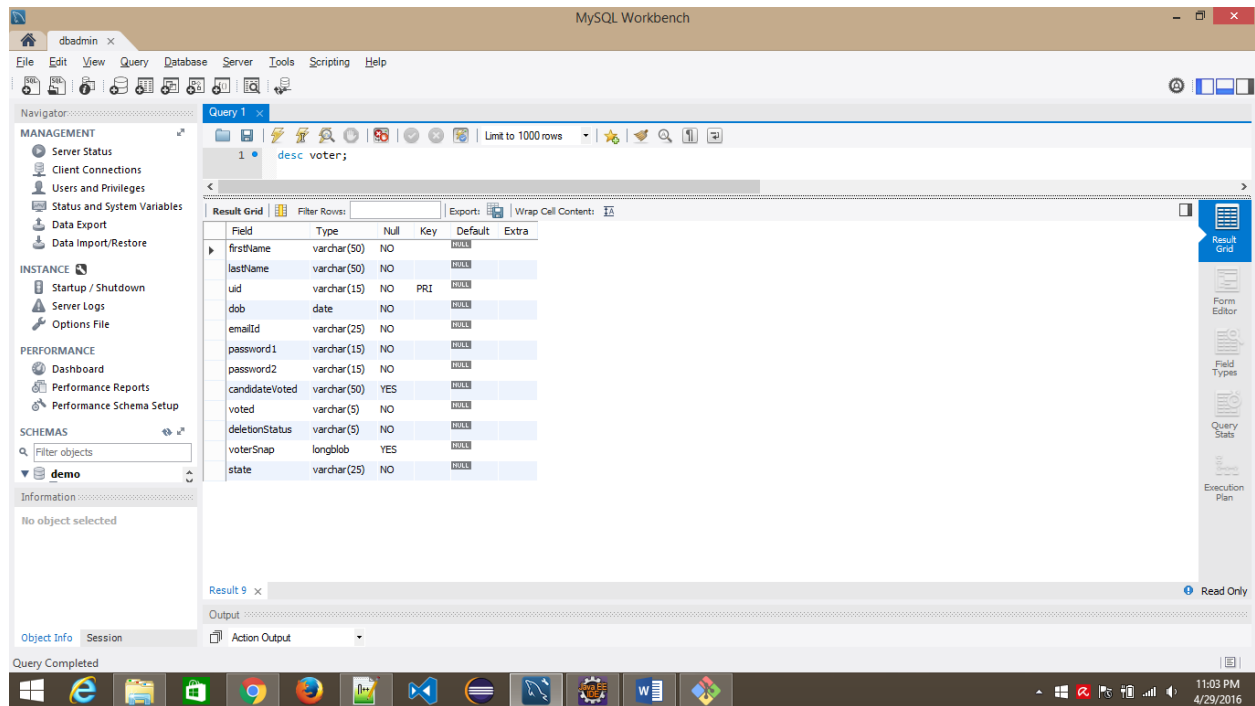 MySQL Workbench
dbadmin
File Edit View Query Database Server Tools Scripting Help
Navigator
MANAGEMENT
Server Status
Client Connections
Users and Privileges
Status and System Variables
Data Export
Data Import/Restore
INSTANCE
Startup / Shutdown
Server Logs
Options File
PERFORMANCE
Dashboard
Performance Reports
Performance Schema Setup
SCHEMAS
Filter objects
demo
Information
No object selected
Object Info Session
Query 1
Limit to 1000 rows
1 desc voter;
Result Grid Filter Rows: Export: Wrap Cell Content:
Field Type Null Key Default Extra
firstName varchar(50) NO NULL
lastName varchar(50) NO NULL
uid varchar(15) NO PRI NULL
dob date NO NULL
emailId varchar(25) NO NULL
password1 varchar(15) NO NULL
password2 varchar(15) NO NULL
candidateVoted varchar(50) YES NULL
voted varchar(5) NO NULL
deletionStatus varchar(5) NO NULL
voterSnap longblob YES NULL
state varchar(25) NO NULL
Result
Grid
Form
Editor
Field
Types
Query
Stats
Execution
Plan
Result 9
Read Only
Output
Action Output
Query Completed
11:03 PM
4/29/2016